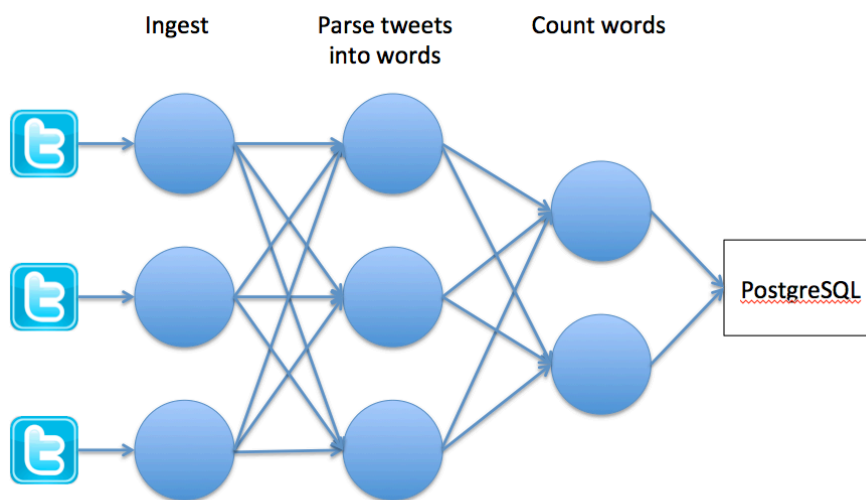 Ingest
Parse tweets
into words
Count words
PostgreSQL